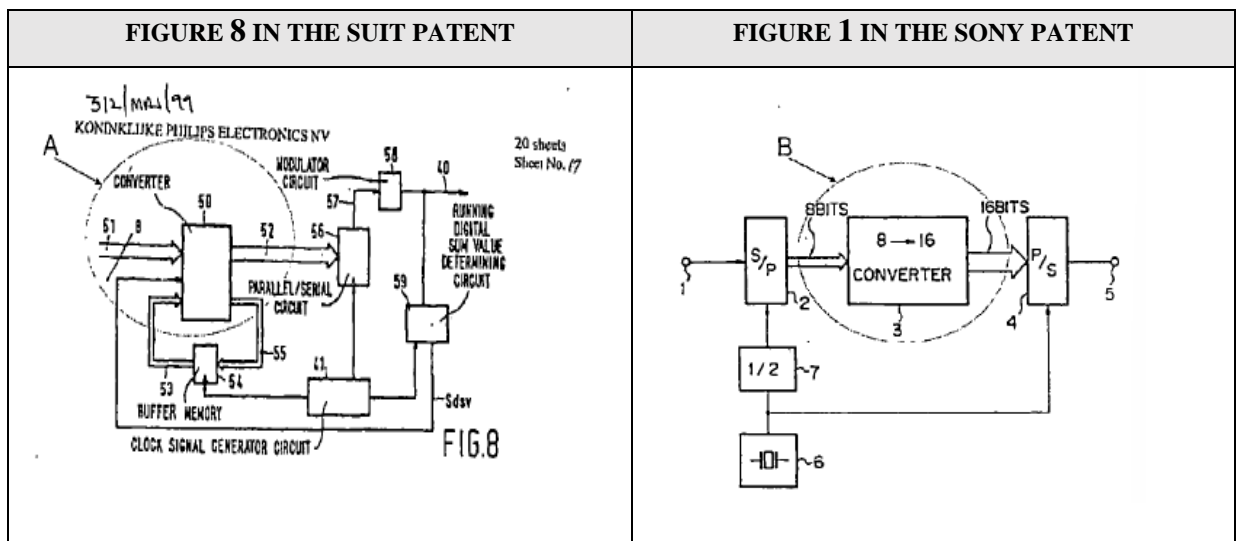 FIGURE 8 IN THE SUIT PATENT
FIGURE 1 IN THE SONY PATENT
312/MAS/99
KONINKLIJKE PHILIPS ELECTRONICS NV
20 sheets
Sheet No. 17
A
CONVERTER
50
51
8
52
MODULATOR
CIRCUIT
58
40
57
56
RUNNING
DIGITAL
SUM VALUE
DETERMINING
CIRCUIT
PARALLEL/SERIAL
CIRCUIT
59
55
53
54
41
BUFFER MEMORY
Sdsv
CLOCK SIGNAL GENERATOR CIRCUIT
FIG.8
B
8BITS
16BITS
1
S/P
2
8 → 16
CONVERTER
3
P/S
4
5
1/2
7
6